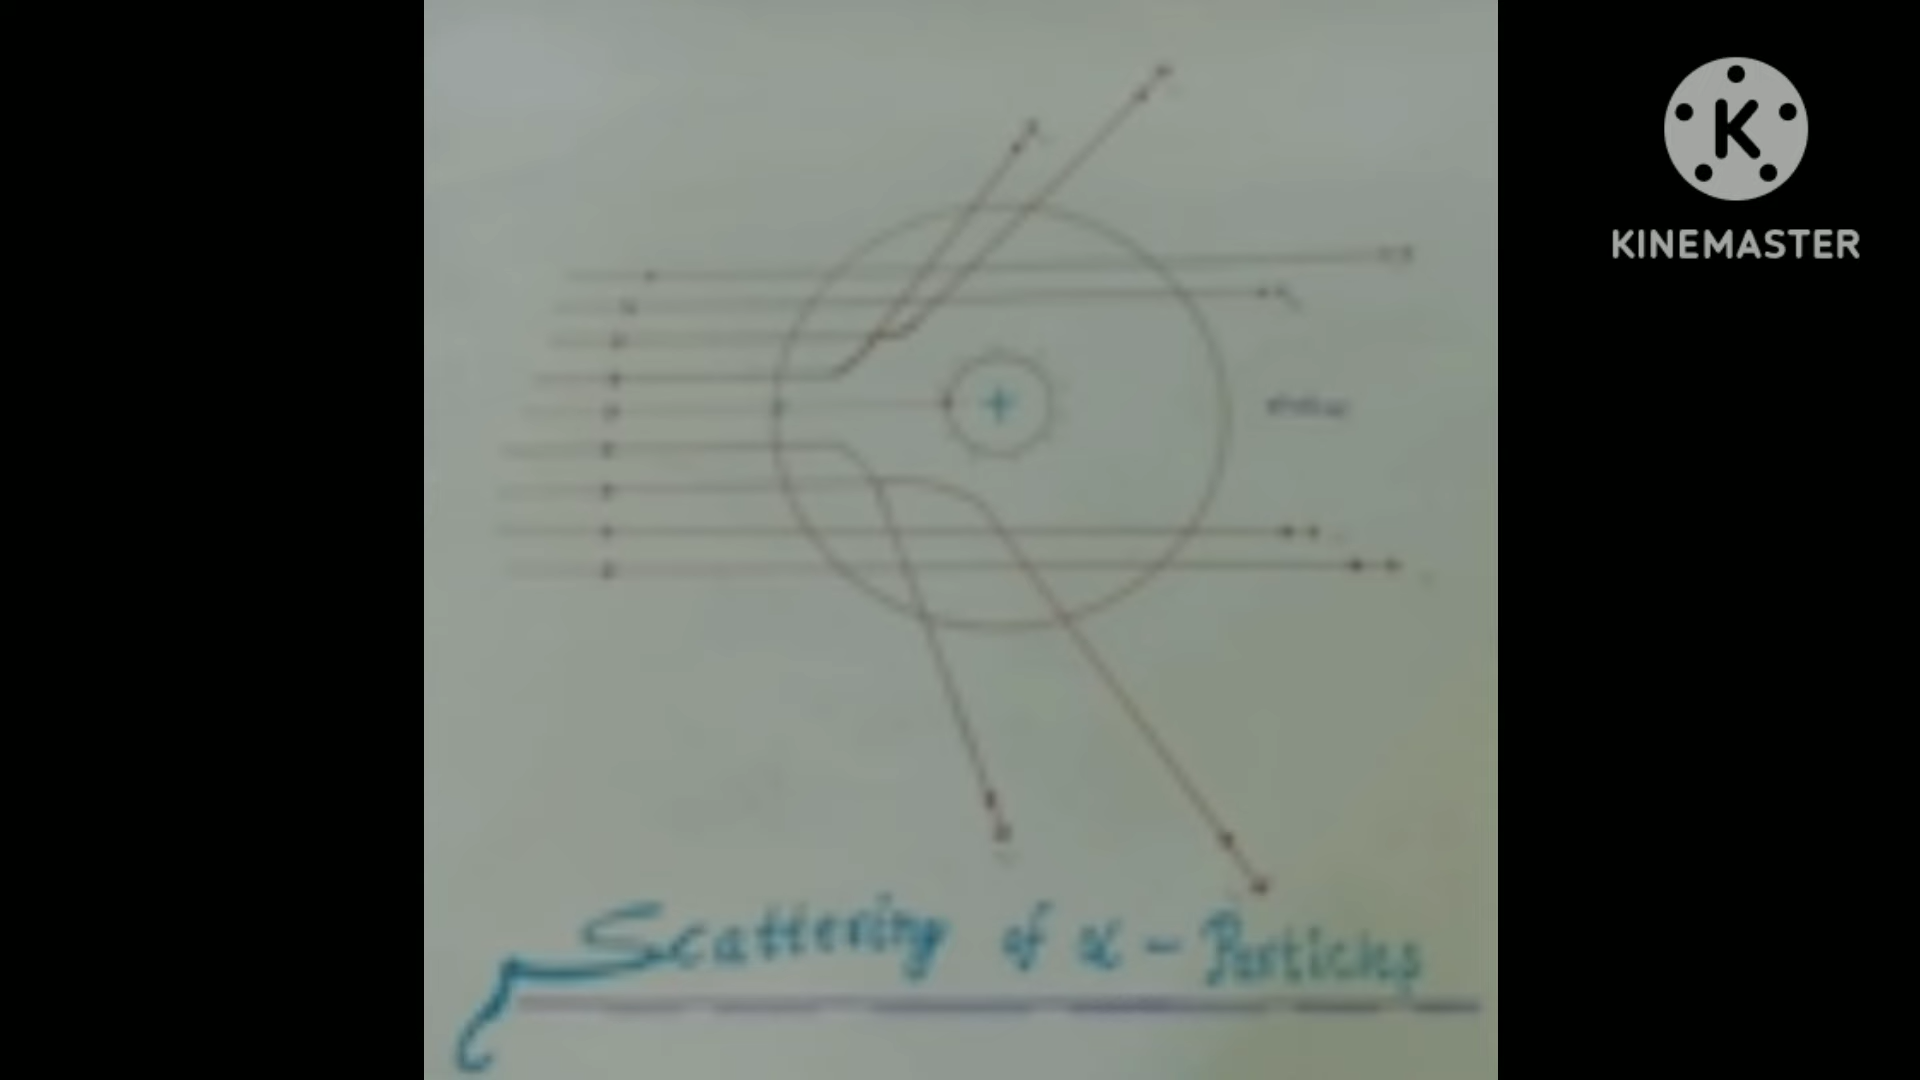 KINEMASTER
+
Scattering of α - Particles